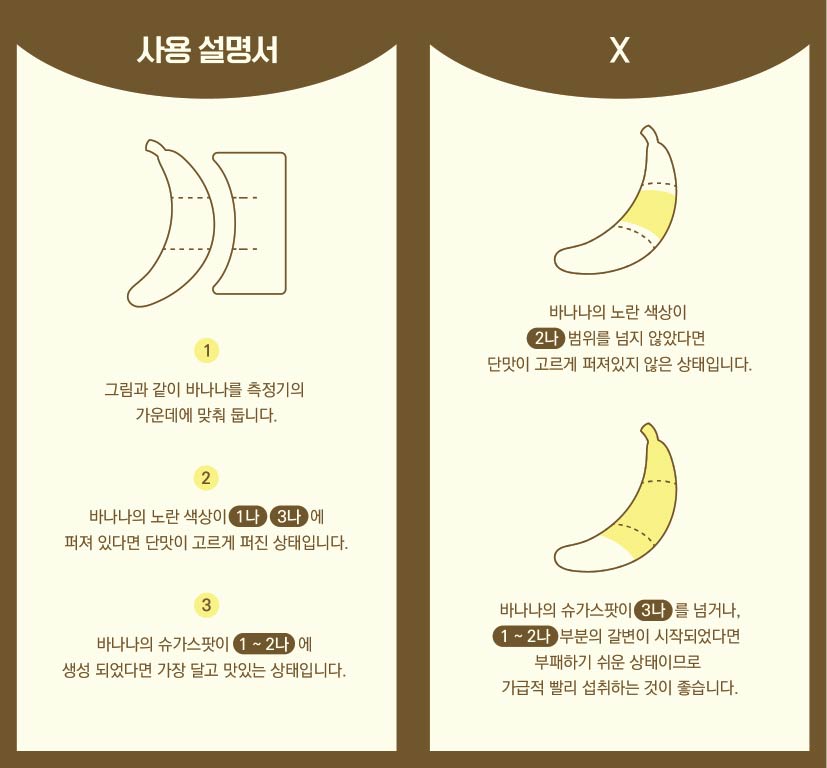 사용 설명서
1
그림과 같이 바나나를 측정기의
가운데에 맞춰 둡니다.
2
바나나의 노란 색상이 1나 3나 에
퍼져 있다면 단맛이 고르게 퍼진 상태입니다.
3
바나나의 슈가스팟이 1 ~ 2나 에
생성 되었다면 가장 달고 맛있는 상태입니다.
X
바나나의 노란 색상이
2나 범위를 넘지 않았다면
단맛이 고르게 퍼져있지 않은 상태입니다.
바나나의 슈가스팟이 3나 를 넘거나,
1 ~ 2나 부분의 갈변이 시작되었다면
부패하기 쉬운 상태이므로
가급적 빨리 섭취하는 것이 좋습니다.